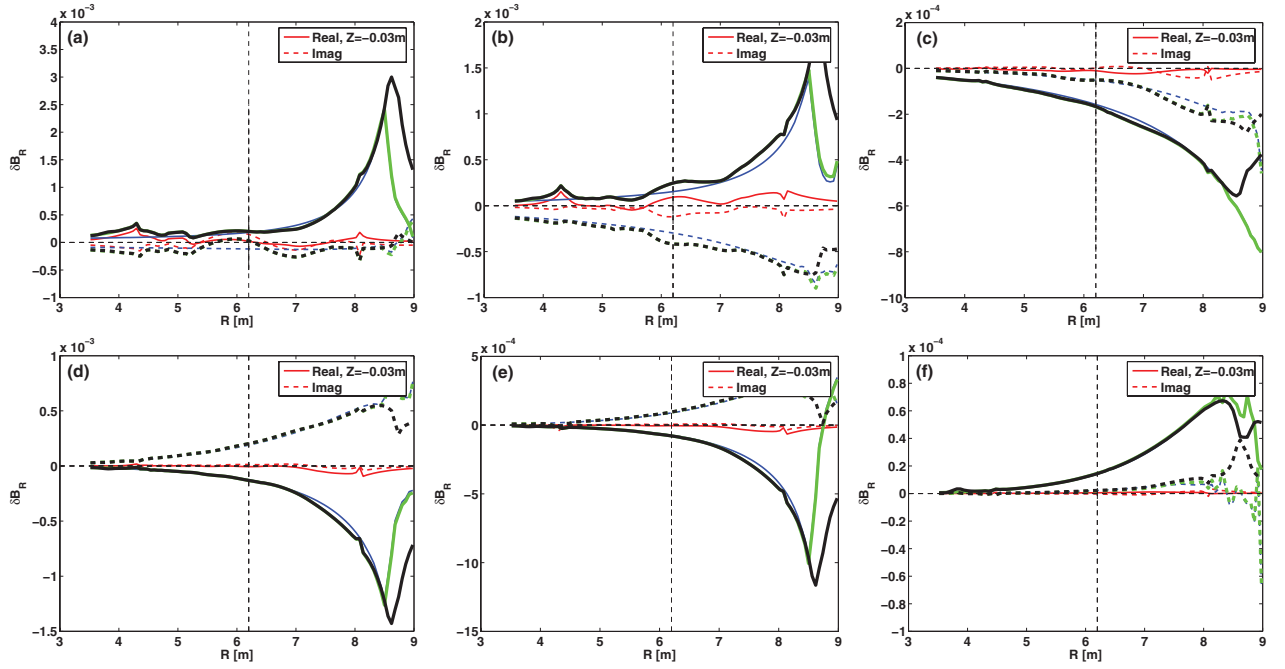 x 10⁻³
(a)
Real, Z=−0.03m
Imag
δB_R
4
3.5
3
2.5
2
1.5
1
0.5
0
−0.5
−1
3 4 5 6 7 8 9
R [m]
x 10⁻³
(b)
Real, Z=−0.03m
Imag
δB_R
2
1.5
1
0.5
0
−0.5
−1
3 4 5 6 7 8 9
R [m]
x 10⁻⁴
(c)
Real, Z=−0.03m
Imag
δB_R
2
0
−2
−4
−6
−8
−10
3 4 5 6 7 8 9
R [m]
x 10⁻³
(d)
Real, Z=−0.03m
Imag
δB_R
1
0.5
0
−0.5
−1
−1.5
3 4 5 6 7 8 9
R [m]
x 10⁻⁴
(e)
Real, Z=−0.03m
Imag
δB_R
5
0
−5
−10
−15
3 4 5 6 7 8 9
R [m]
x 10⁻⁴
(f)
Real, Z=−0.03m
Imag
δB_R
1
0.8
0.6
0.4
0.2
0
−0.2
−0.4
−0.6
−0.8
−1
3 4 5 6 7 8 9
R [m]